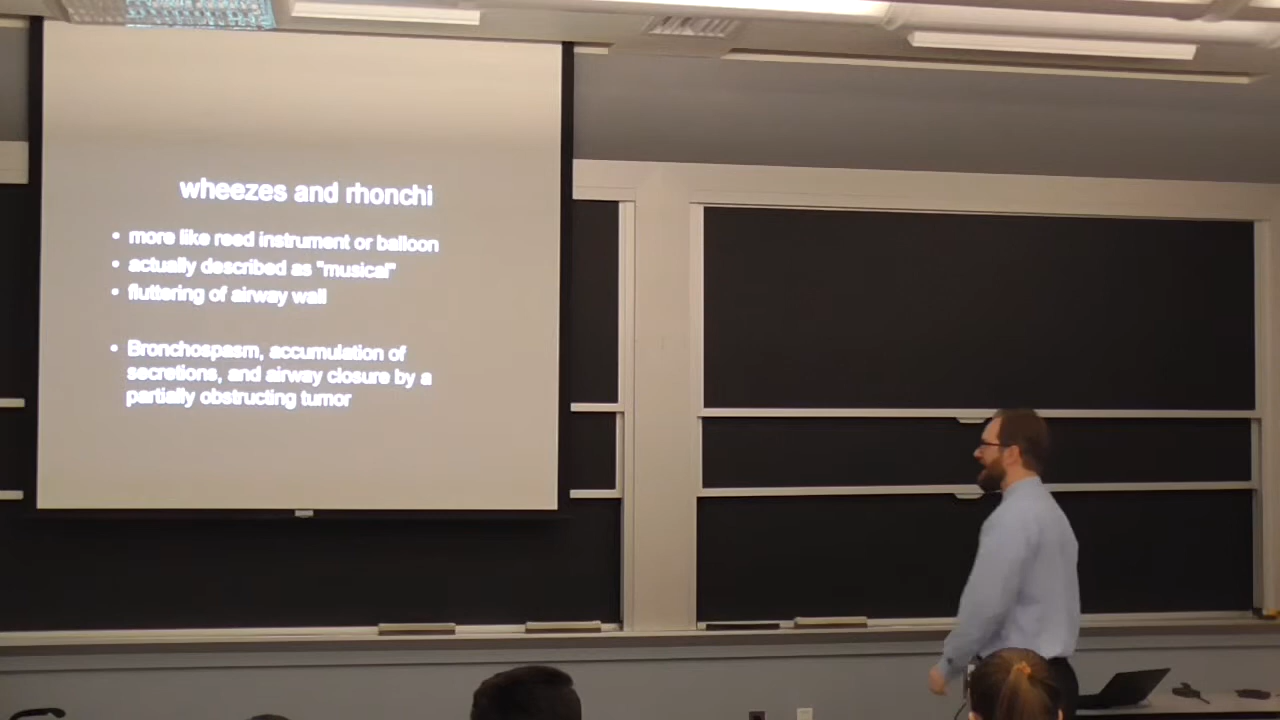 wheezes and rhonchi
• more like reed instrument or balloon
• actually described as "musical"
• fluttering of airway wall
• Bronchospasm, accumulation of
secretions, and airway closure by a
partially obstructing tumor